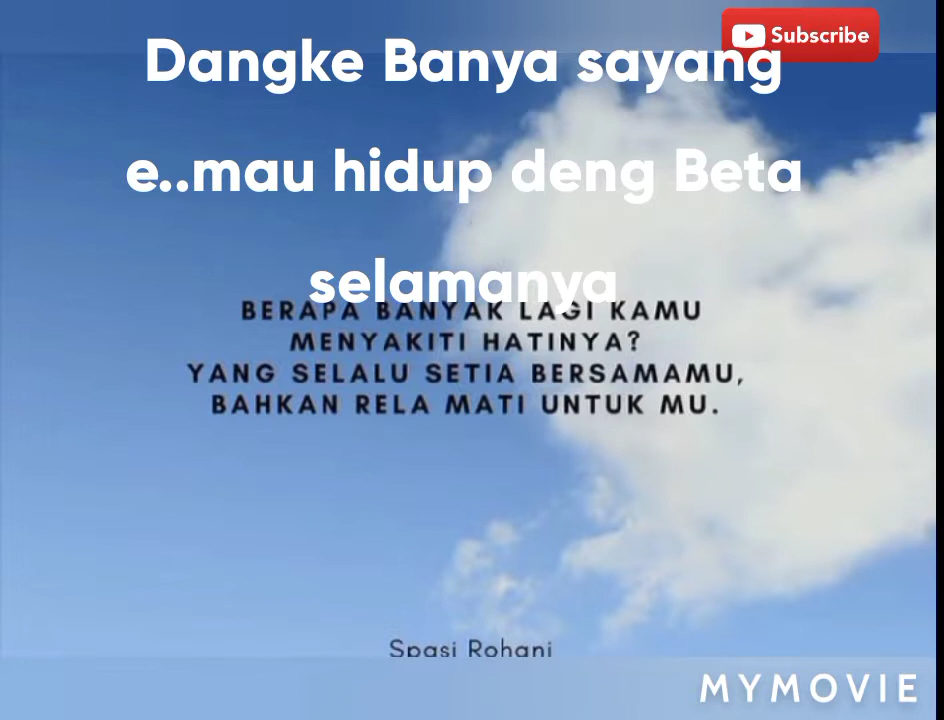 Subscribe
Dangke Banya sayang
e..mau hidup deng Beta
selamanya
BERAPA BANYAK LAGI KAMU
MENYAKITI HATINYA?
YANG SELALU SETIA BERSAMAMU,
BAHKAN RELA MATI UNTUK MU.
Spasi Rohani
MYMOVIE